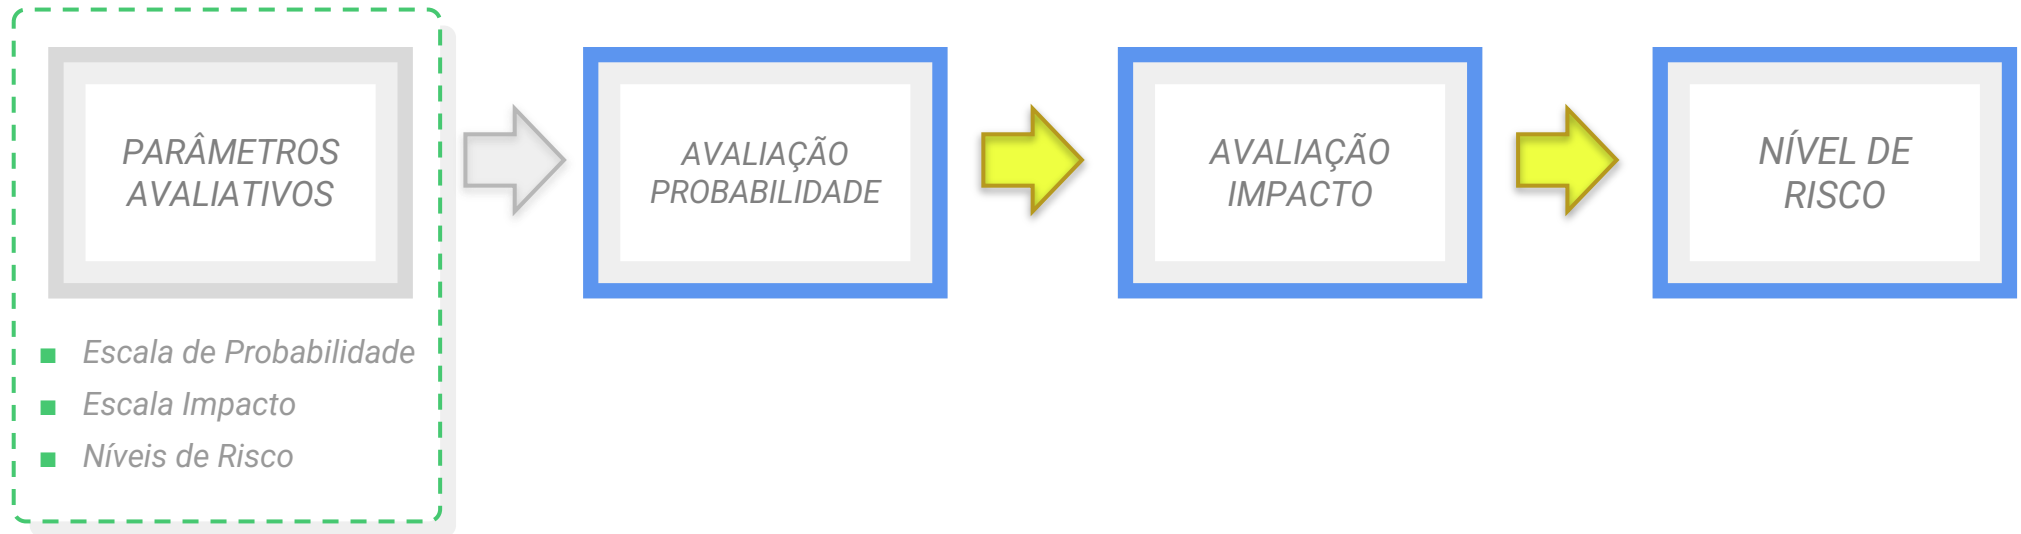 PARÂMETROS
AVALIATIVOS
AVALIAÇÃO
PROBABILIDADE
AVALIAÇÃO
IMPACTO
NÍVEL DE
RISCO
Escala de Probabilidade
Escala Impacto
Níveis de Risco